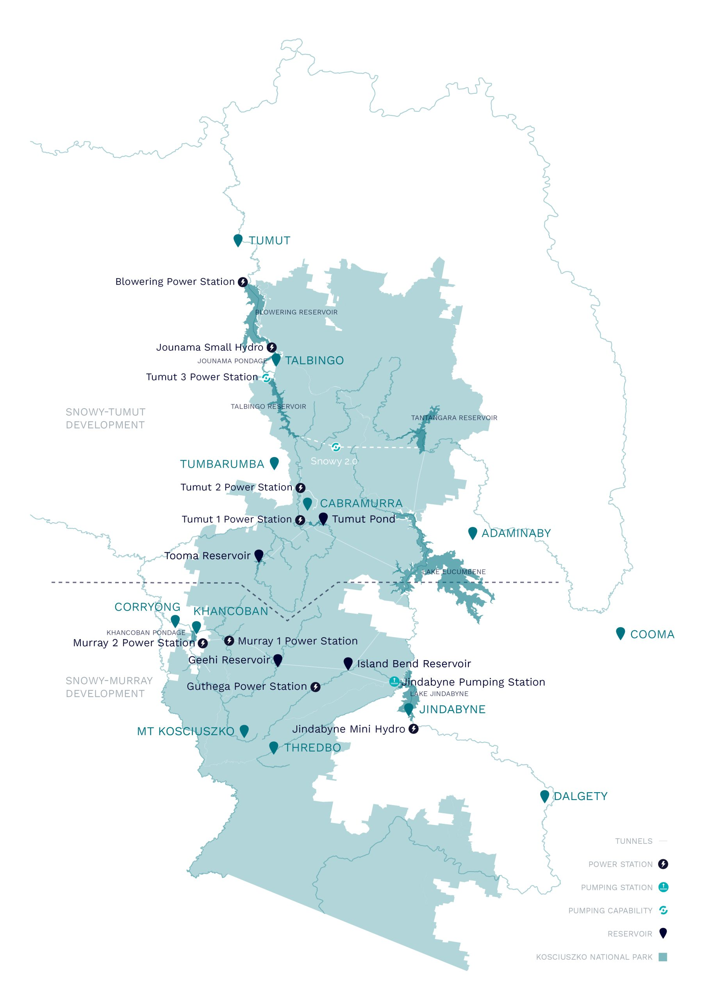 TUMUT
Blowering Power Station
BLOWERING RESERVOIR
Jounama Small Hydro
JOUNAMA PONDAGE
TALBINGO
Tumut 3 Power Station
TALBINGO RESERVOIR
SNOWY-TUMUT
DEVELOPMENT
TANTANGARA RESERVOIR
Snowy 2.0
TUMBARUMBA
Tumut 2 Power Station
CABRAMURRA
Tumut 1 Power Station
Tumut Pond
ADAMINABY
Tooma Reservoir
LAKE EUCUMBENE
CORRYONG
KHANCOBAN
KHANCOBAN PONDAGE
COOMA
Murray 2 Power Station
Murray 1 Power Station
Geehi Reservoir
Island Bend Reservoir
SNOWY-MURRAY
DEVELOPMENT
Guthega Power Station
Jindabyne Pumping Station
LAKE JINDABYNE
JINDABYNE
Jindabyne Mini Hydro
MT KOSCIUSZKO
THREDBO
DALGETY
TUNNELS
POWER STATION
PUMPING STATION
PUMPING CAPABILITY
RESERVOIR
KOSCIUSZKO NATIONAL PARK